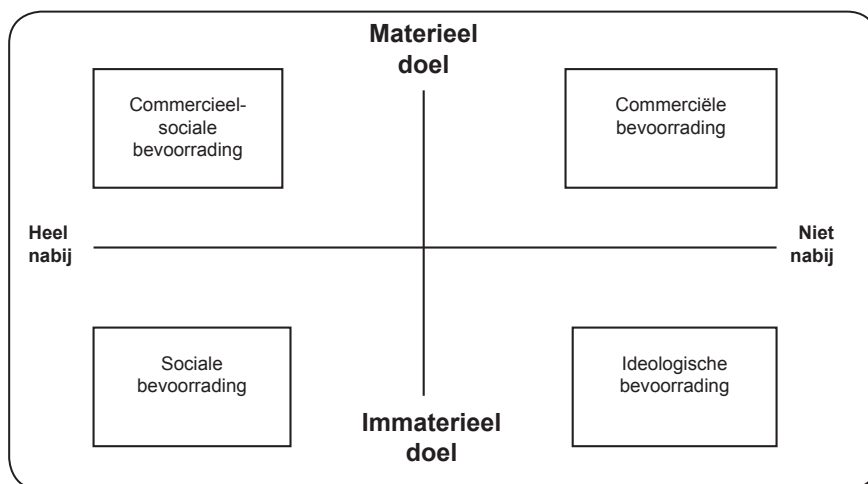 Materieel
doel
Commercieel-
sociale
bevoorrading
Commerciële
bevoorrading
Heel
nabij
Niet
nabij
Sociale
bevoorrading
Ideologische
bevoorrading
Immaterieel
doel